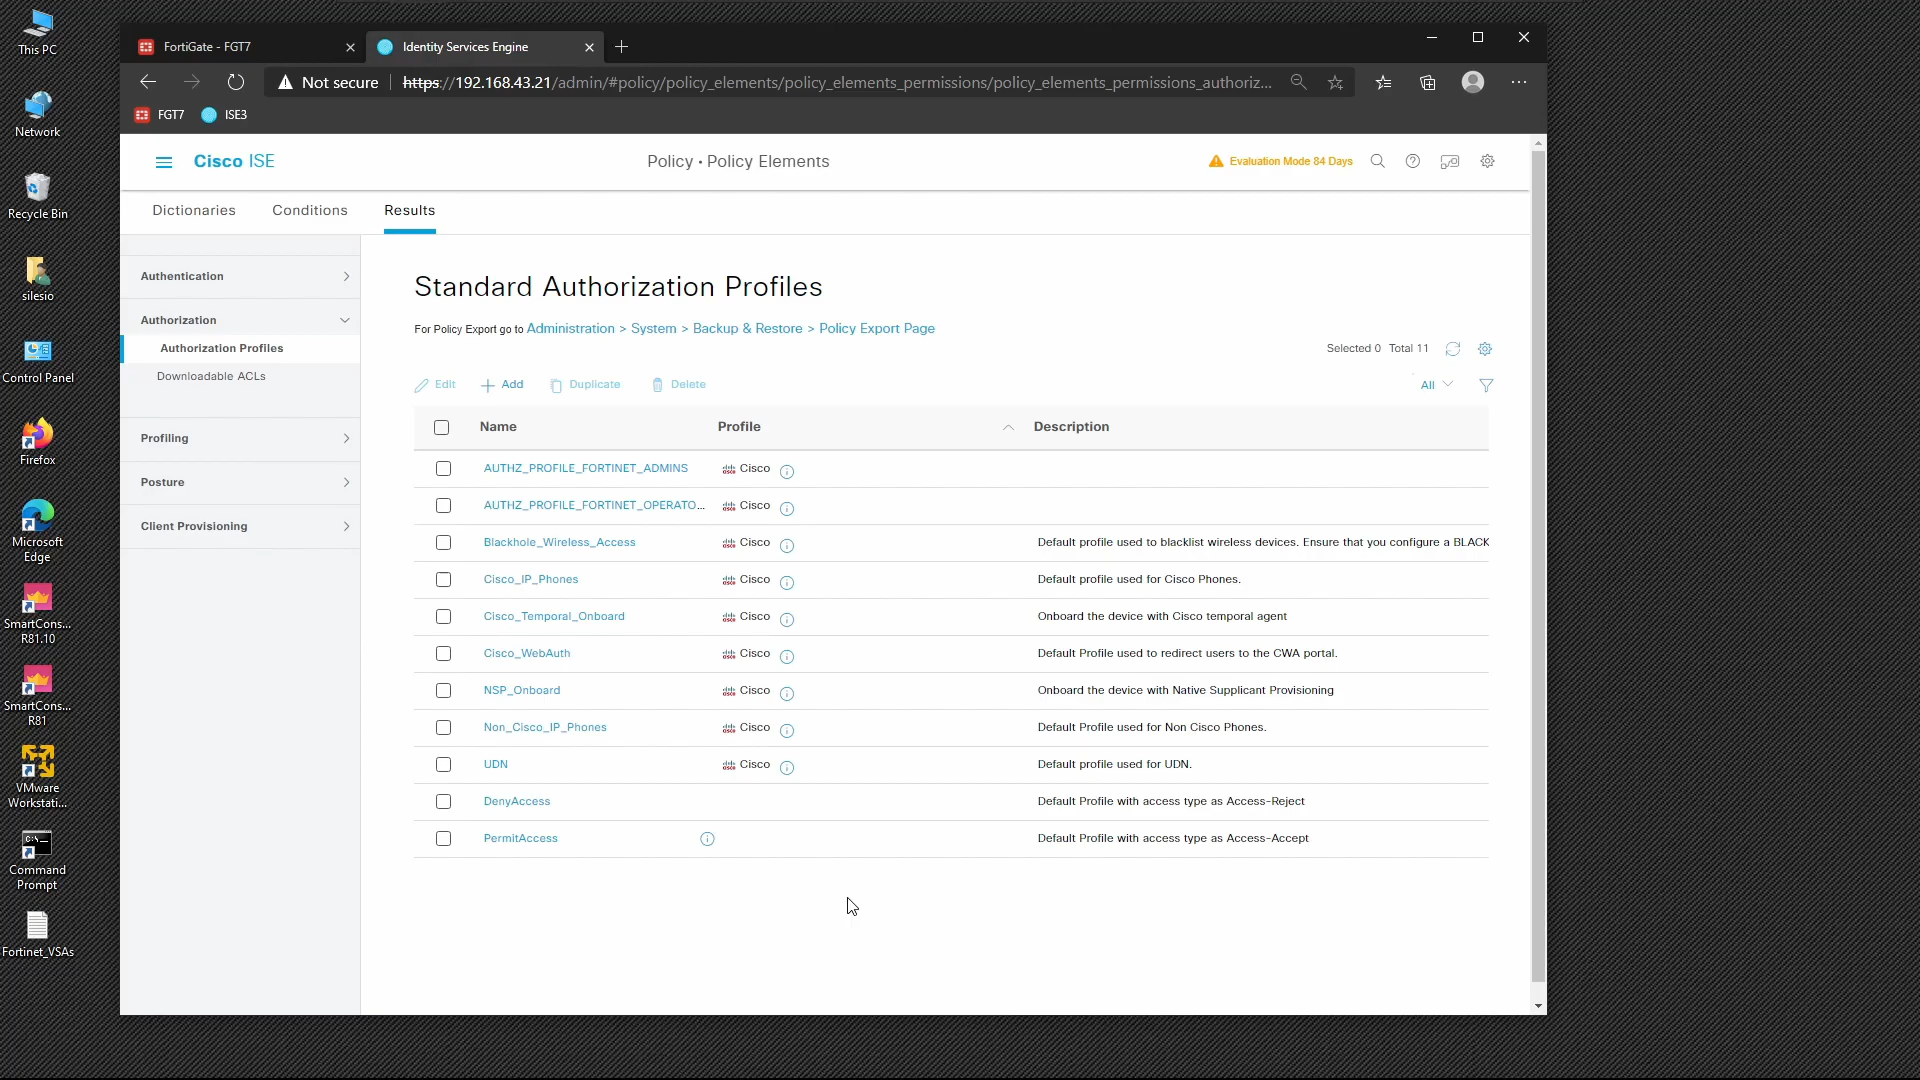 This PC
Network
Recycle Bin
silesio
Control Panel
Firefox
Microsoft
Edge
SmartCons...
R81.10
SmartCons...
R81
VMware
Workstati...
Command
Prompt
Fortinet_VSAs
FortiGate - FGT7
Identity Services Engine
Not secure
https://192.168.43.21/admin/#policy/policy_elements/policy_elements_permissions/policy_elements_permissions_authoriz...
FGT7 ISE3
Cisco ISE
Policy • Policy Elements
Evaluation Mode 84 Days
Dictionaries Conditions Results
Authentication
Authorization
Authorization Profiles
Downloadable ACLs
Profiling
Posture
Client Provisioning
Standard Authorization Profiles
For Policy Export go to Administration > System > Backup & Restore > Policy Export Page
Selected 0 Total 11
Edit Add Duplicate Delete
All
Name Profile Description
AUTHZ_PROFILE_FORTINET_ADMINS Cisco
AUTHZ_PROFILE_FORTINET_OPERATO... Cisco
Blackhole_Wireless_Access Cisco Default profile used to blacklist wireless devices. Ensure that you configure a BLACK
Cisco_IP_Phones Cisco Default profile used for Cisco Phones.
Cisco_Temporal_Onboard Cisco Onboard the device with Cisco temporal agent
Cisco_WebAuth Cisco Default Profile used to redirect users to the CWA portal.
NSP_Onboard Cisco Onboard the device with Native Supplicant Provisioning
Non_Cisco_IP_Phones Cisco Default Profile used for Non Cisco Phones.
UDN Cisco Default profile used for UDN.
DenyAccess Default Profile with access type as Access-Reject
PermitAccess Default Profile with access type as Access-Accept